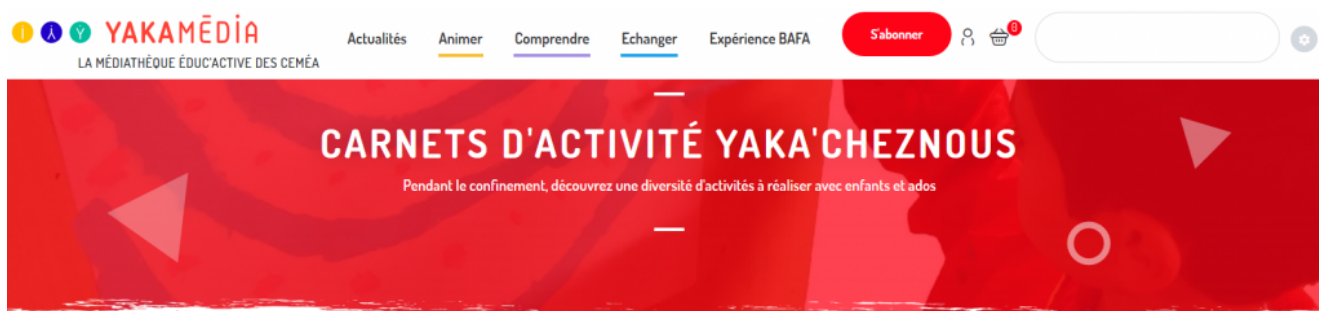 YAKAMĒDIA
LA MÉDIATHÈQUE ÉDUC'ACTIVE DES CEMÉA
Actualités
Animer
Comprendre
Echanger
Expérience BAFA
S'abonner
0
CARNETS D'ACTIVITÉ YAKA'CHEZNOUS
Pendant le confinement, découvrez une diversité d'activités à réaliser avec enfants et ados